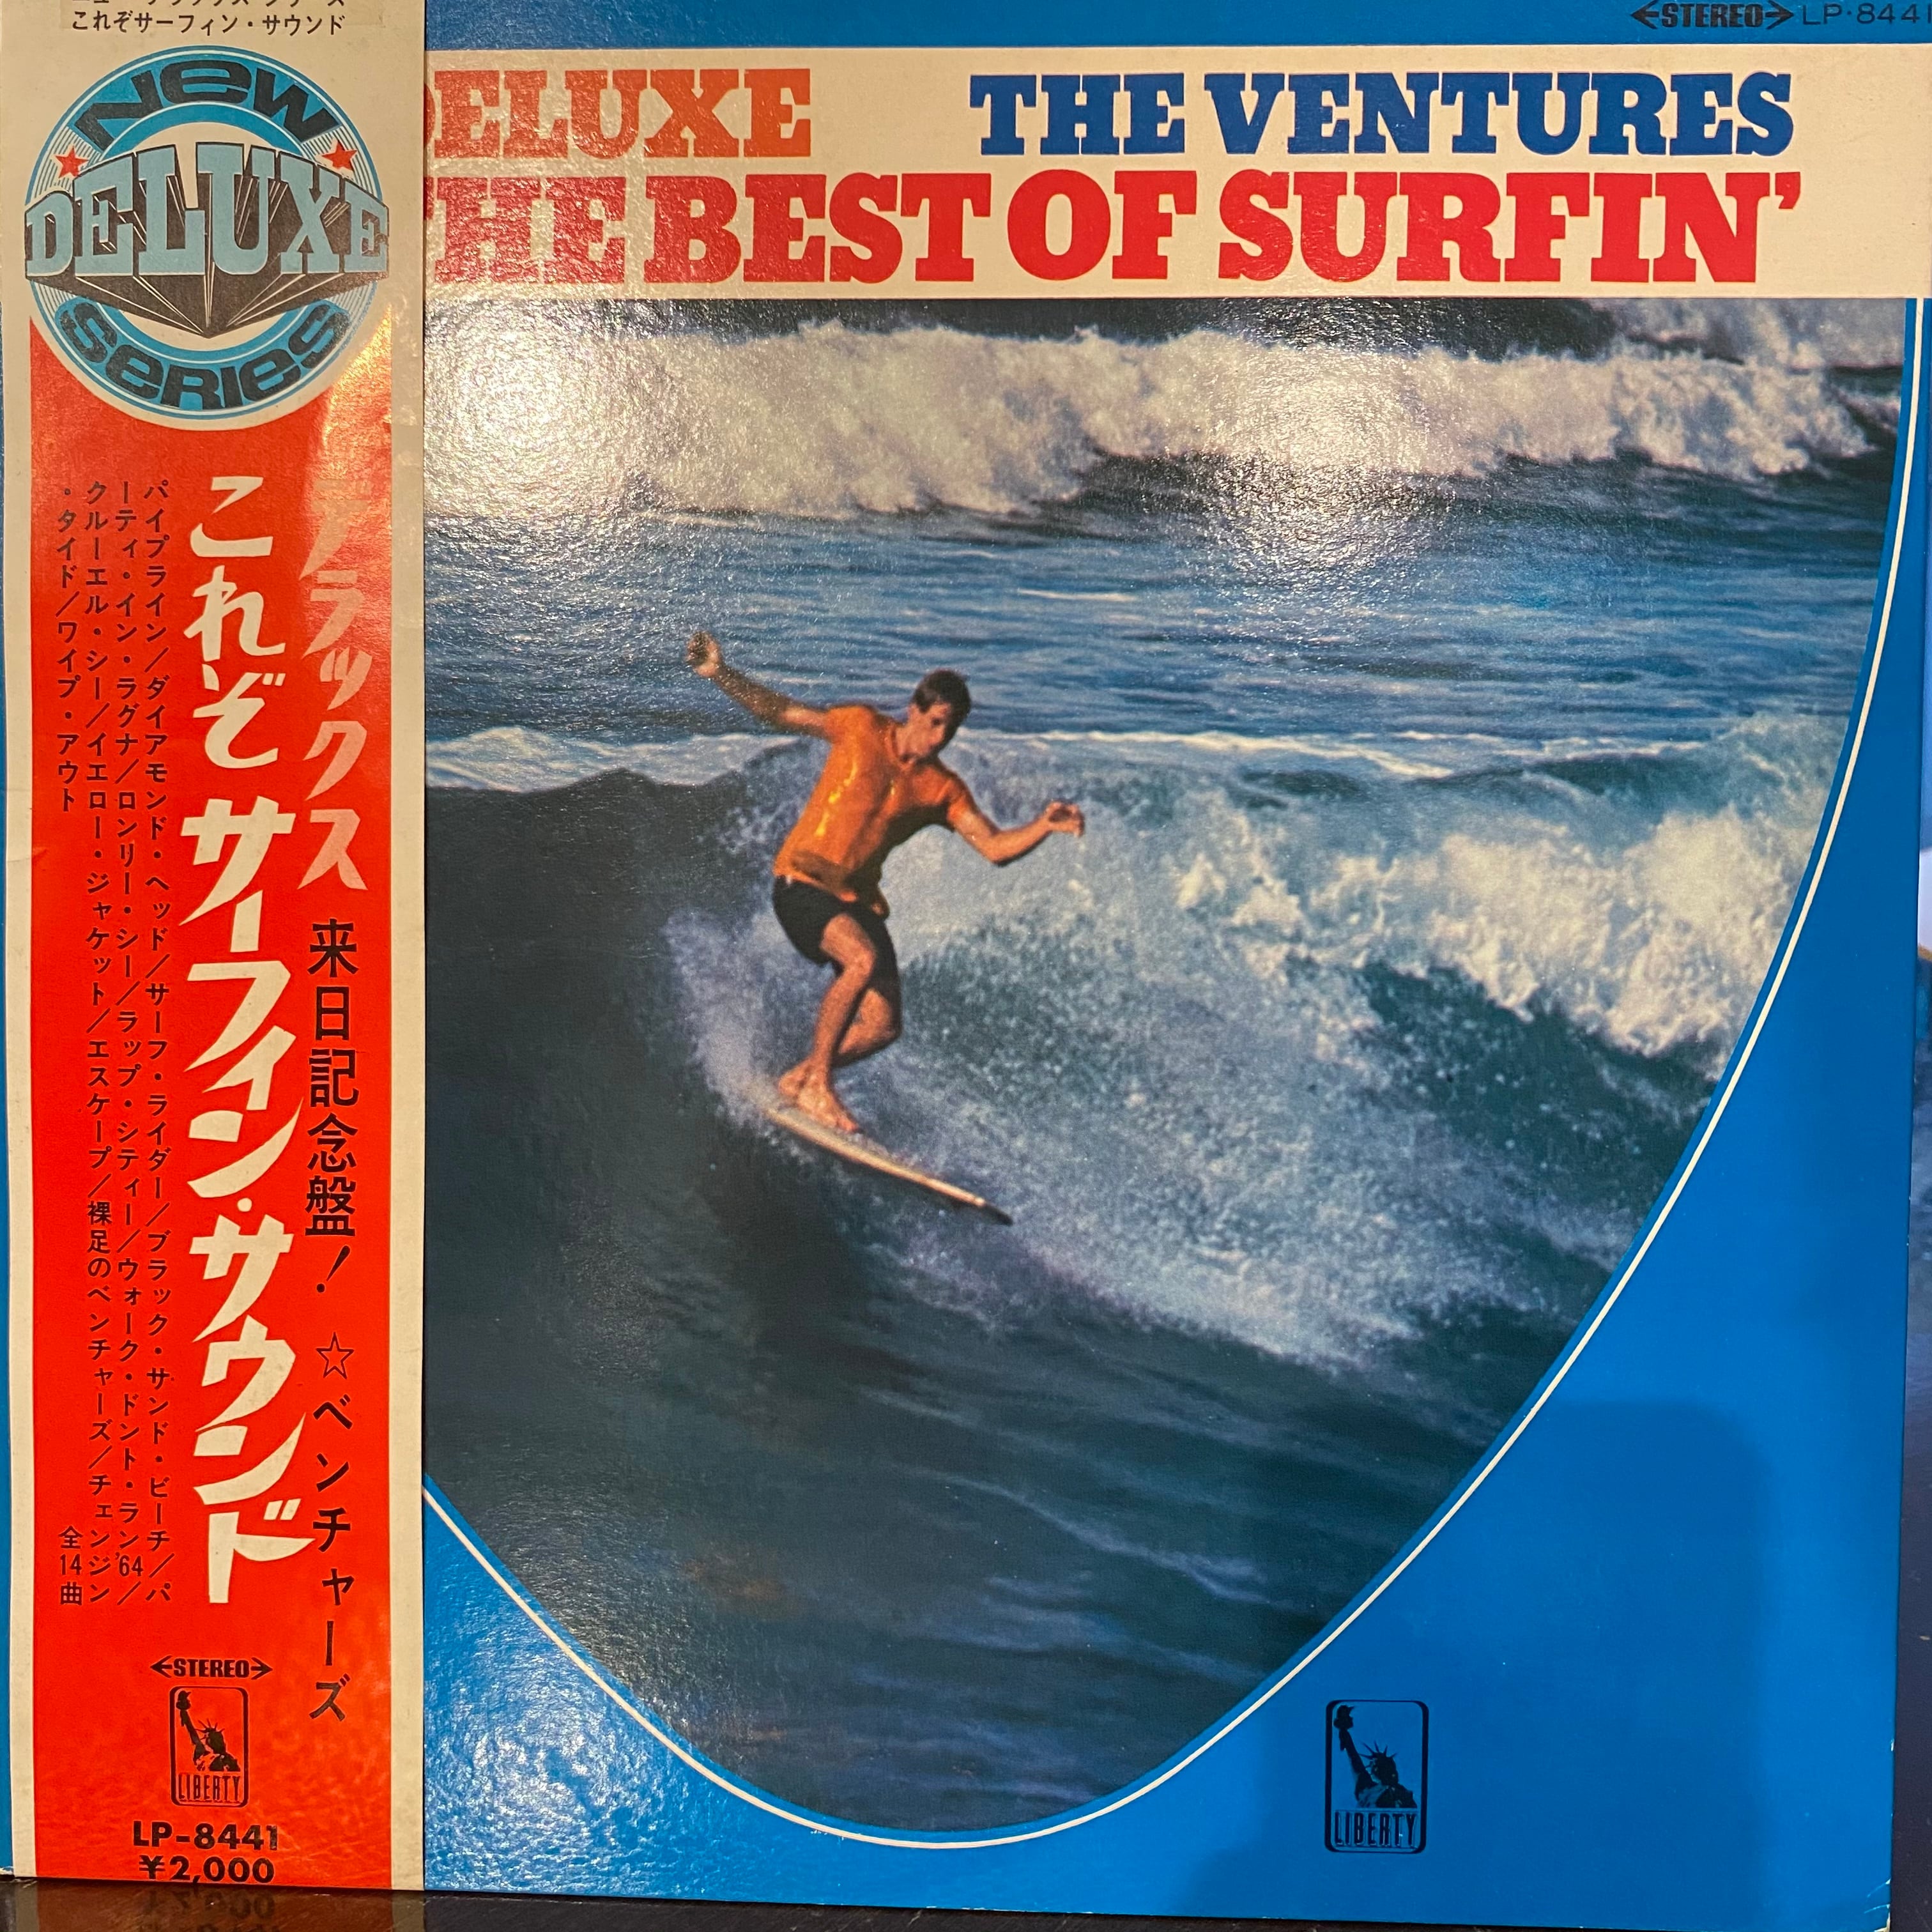 これぞサーフィン・サウンド
New
DELUXE
SERIES
デラックス 来日記念盤! ☆ベンチャーズ
これぞサーフィン・サウンド
パイプライン/ダイアモンド・ヘッド/サーフ・ライダー/ブラック・サンド・ビーチ/パ
ーティ・イン・ラグナ/ロンリー・シー/ラップ・シティー/ウォーク・ドント・ラン'64/
クルーエル・シー/イエロー・ジャケット/エスケープ/裸足のベンチャーズ/チェンジン
・タイド/ワイプ・アウト 全14曲
STEREO
LIBERTY
LP-8441
¥2,000
STEREO LP・8441
DELUXE THE VENTURES
THE BEST OF SURFIN'
LIBERTY